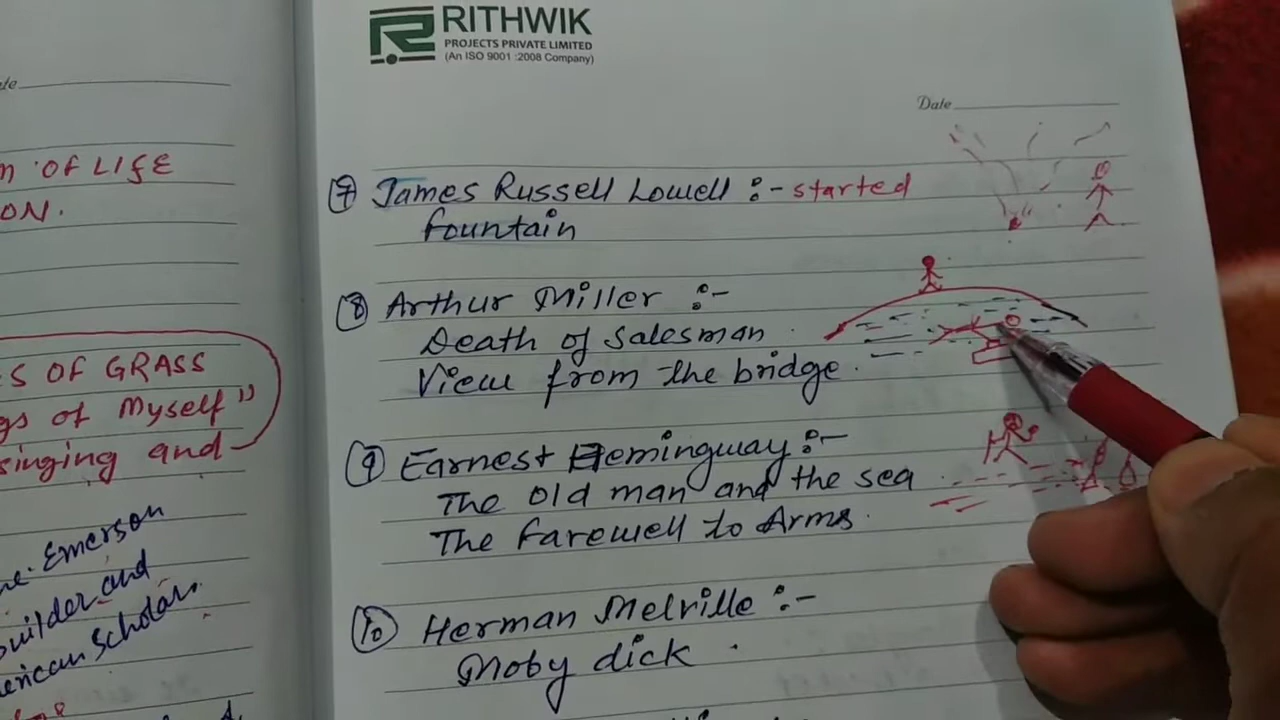 RITHWIK
PROJECTS PRIVATE LIMITED
(An ISO 9001 :2008 Company)
Date
OF LIFE
ON.
S OF GRASS
gs of Myself"
singing and
Emerson
builder and
erican Scholar.
Date
7 James Russell Lowell :- started
fountain
8 Arthur Miller :-
Death of Salesman
View from the bridge.
9 Earnest Hemingway :-
The old man and the sea
The farewell to Arms.
10 Herman Melville :-
Moby dick.